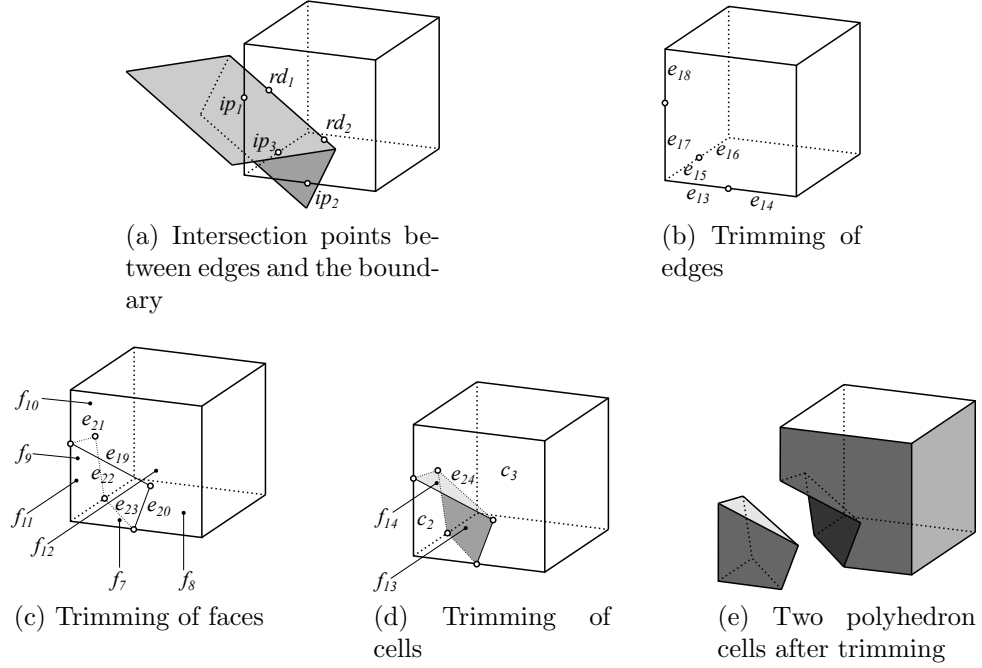 rd1
ip1
rd2
ip3
ip2
(a) Intersection points be-
tween edges and the bound-
ary
e18
e17
e16
e15
e13
e14
(b) Trimming of
edges
f10
e21
f9
e19
e22
e23
e20
f11
f12
f7
f8
(c) Trimming of faces
e24
c3
f14
c2
f13
(d) Trimming of
cells
(e) Two polyhedron
cells after trimming